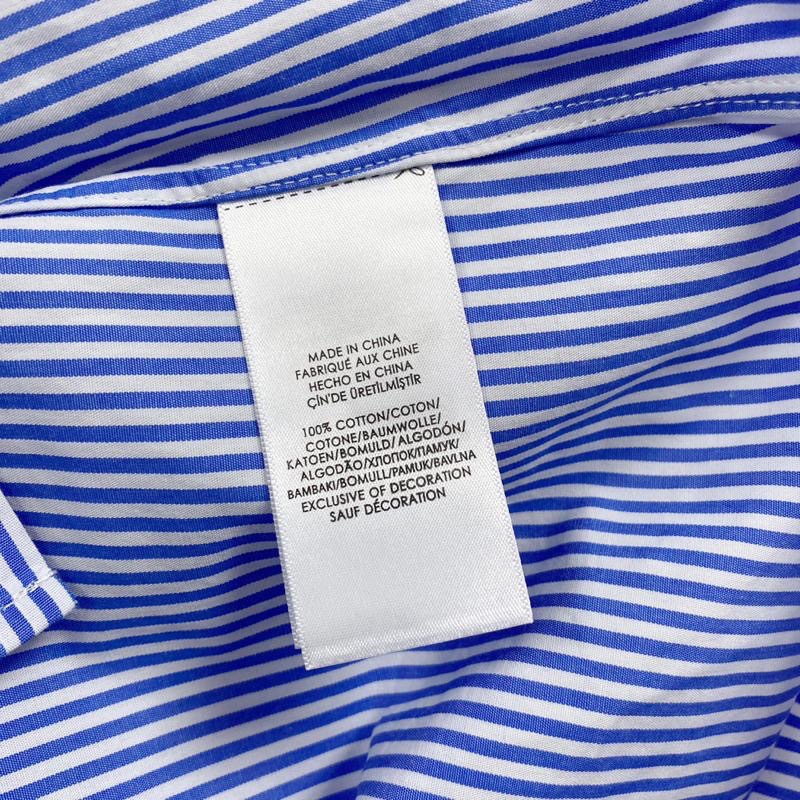 MADE IN CHINA
FABRIQUÉ AUX CHINE
HECHO EN CHINA
ÇİN'DE ÜRETİLMİŞTİR
100% COTTON/COTON/
COTONE/BAUMWOLLE/
KATOEN/BOMULD/ ALGODÓN/
ALGODÃO/ХЛОПОК/ПАМУК/
BAMBAKI/BOMULL/PAMUK/BAVLNA
EXCLUSIVE OF DECORATION
SAUF DÉCORATION